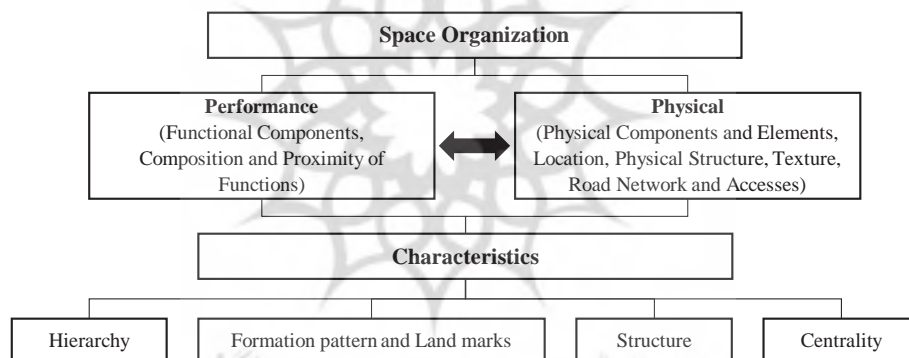 Space Organization
Performance
(Functional Components,
Composition and Proximity of
Functions)
Physical
(Physical Components and Elements,
Location, Physical Structure, Texture,
Road Network and Accesses)
Characteristics
Hierarchy
Formation pattern and Land marks
Structure
Centrality